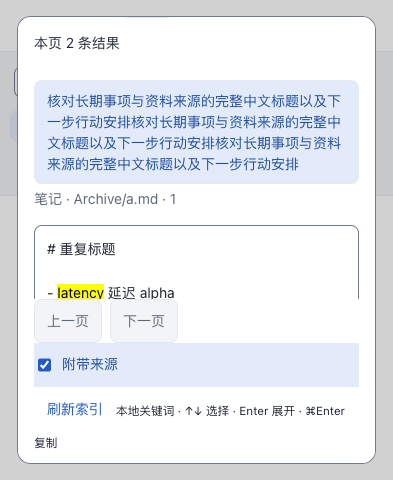 本页 2 条结果
核对长期事项与资料来源的完整中文标题以及下
一步行动安排核对长期事项与资料来源的完整中
文标题以及下一步行动安排核对长期事项与资料
来源的完整中文标题以及下一步行动安排
笔记 · Archive/a.md · 1
# 重复标题
- latency 延迟 alpha
上一页 下一页
附带来源
刷新索引 本地关键词 · ↑↓ 选择 · Enter 展开 · ⌘Enter
复制